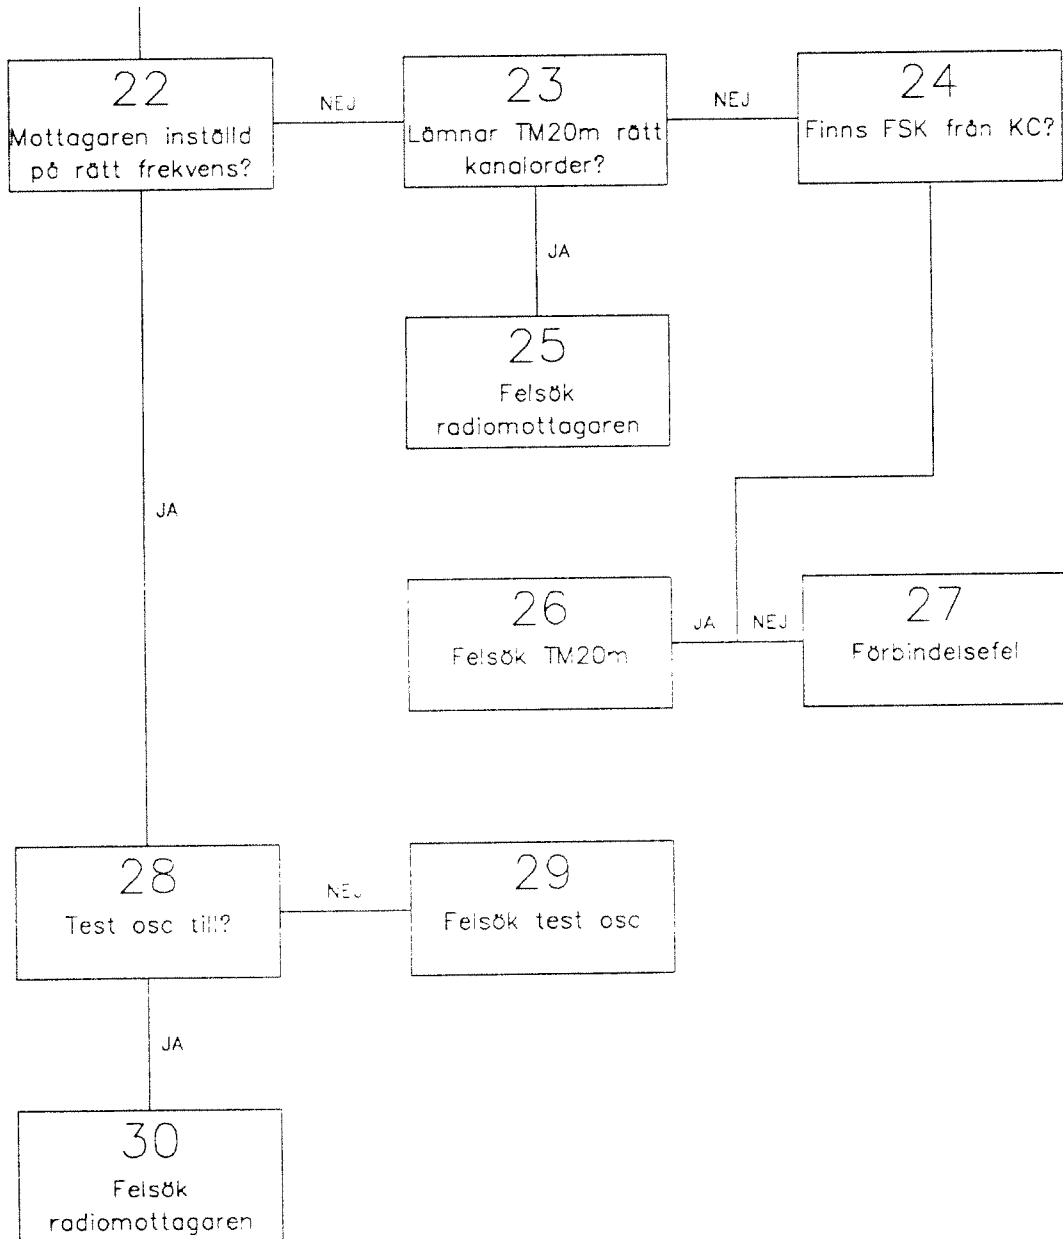 22
Mottagaren inställd
på rätt frekvens?
NEJ
23
Lämnar TM20m rätt
kanalorder?
NEJ
24
Finns FSK från KC?
JA
25
Felsök
radiomottagaren
JA
26
Felsök TM20m
JA
NEJ
27
Förbindelsefel
28
Test osc till?
NEJ
29
Felsök test osc
JA
30
Felsök
radiomottagaren